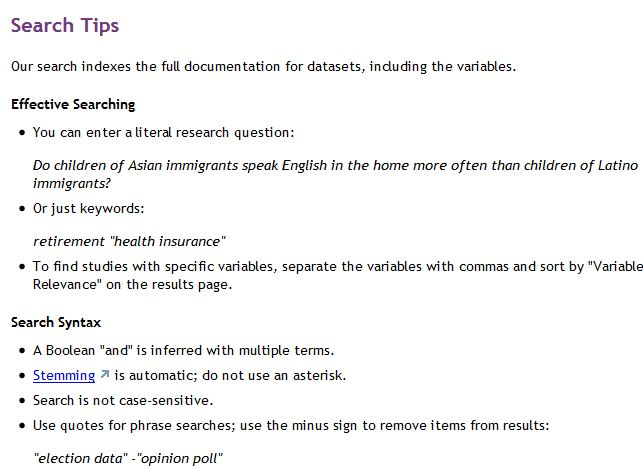 Search Tips
Our search indexes the full documentation for datasets, including the variables.
Effective Searching
• You can enter a literal research question:
Do children of Asian immigrants speak English in the home more often than children of Latino
immigrants?
• Or just keywords:
retirement "health insurance"
• To find studies with specific variables, separate the variables with commas and sort by "Variable
Relevance" on the results page.
Search Syntax
• A Boolean "and" is inferred with multiple terms.
• Stemming is automatic; do not use an asterisk.
• Search is not case-sensitive.
• Use quotes for phrase searches; use the minus sign to remove items from results:
"election data" -"opinion poll"